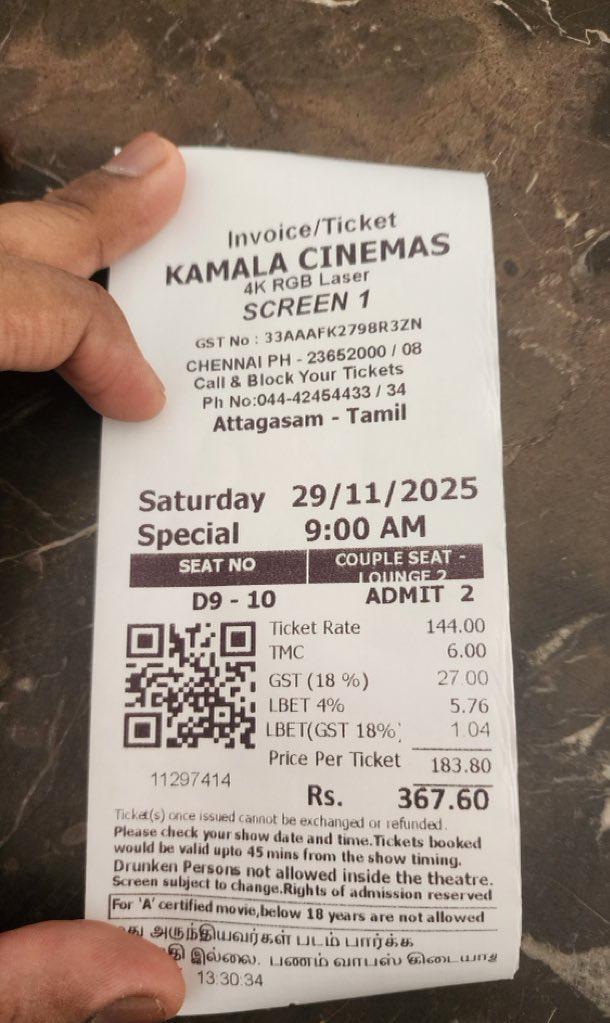 Invoice/Ticket
KAMALA CINEMAS
4K RGB Laser
SCREEN 1
GST No : 33AAAFK2798R3ZN
CHENNAI PH - 23652000 / 08
Call & Block Your Tickets
Ph No:044-42454433 / 34
Attagasam - Tamil
Saturday 29/11/2025
Special 9:00 AM
SEAT NO COUPLE SEAT -
LOUNGE 2
D9 - 10 ADMIT 2
Ticket Rate 144.00
TMC 6.00
GST (18 %) 27.00
LBET 4% 5.76
LBET(GST 18%) 1.04
Price Per Ticket 183.80
11297414
Rs. 367.60
Ticket(s) once issued cannot be exchanged or refunded.
Please check your show date and time.Tickets booked
would be valid upto 45 mins from the show timing.
Drunken Persons not allowed inside the theatre.
Screen subject to change.Rights of admission reserved
For 'A' certified movie,below 18 years are not allowed
அருந்தியவர்கள் படம் பார்க்க
இல்லை. பணம் வாபஸ் கிடையாது
13:30:34